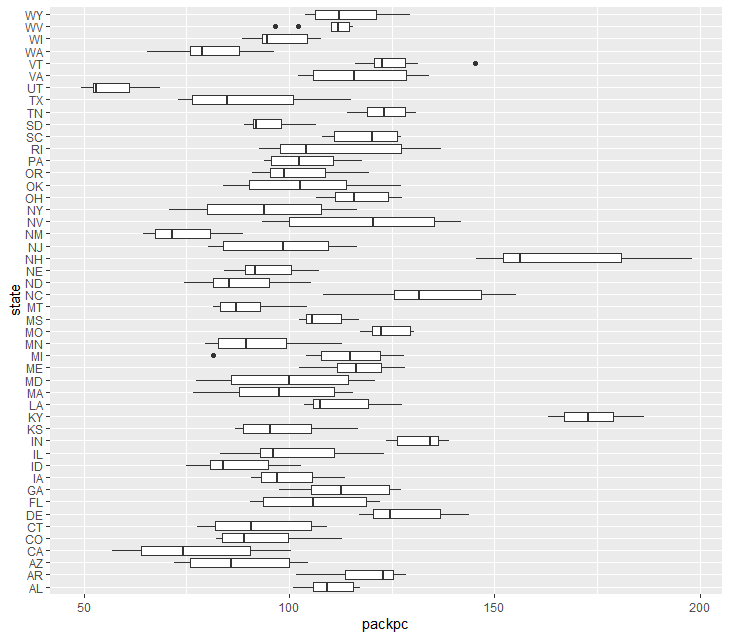 WY
WV
WI
WA
VT
VA
UT
TX
TN
SD
SC
RI
PA
OR
OK
OH
NY
NV
NM
NJ
NH
NE
ND
NC
MT
MS
MO
MN
MI
ME
MD
MA
LA
KY
KS
IN
IL
ID
IA
GA
FL
DE
CT
CO
CA
AZ
AR
AL
state
50 100 150 200
packpc